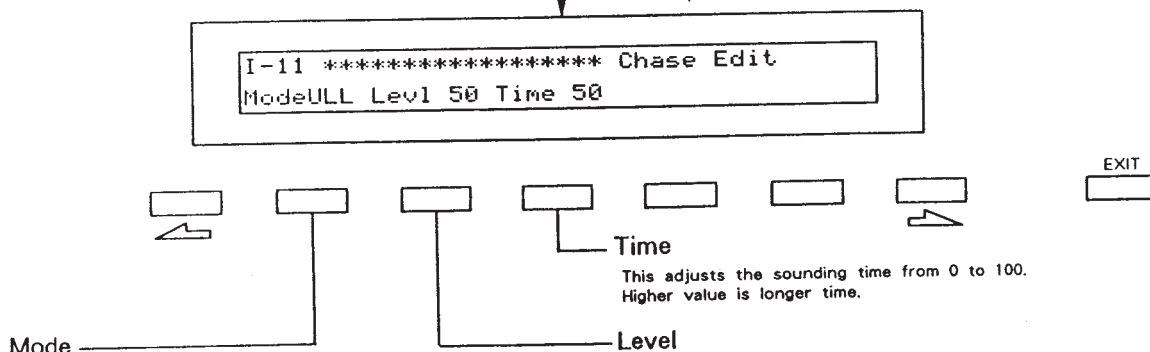 I-11 ****************** Chase Edit
ModeULL Levl 50 Time 50
EXIT
Time
This adjusts the sounding time from 0 to 100.
Higher value is longer time.
Mode
Level